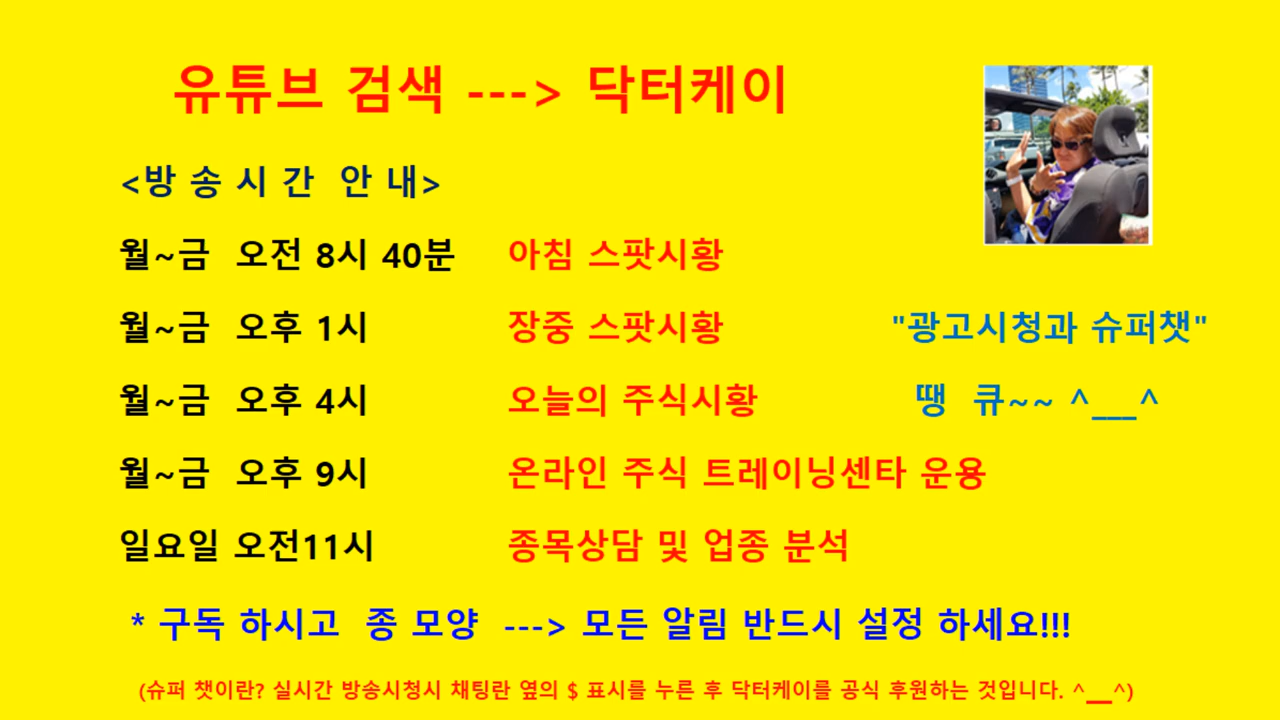 유튜브 검색 ---> 닥터케이
<방 송 시 간 안 내>
월~금 오전 8시 40분 아침 스팟시황
월~금 오후 1시 장중 스팟시황 "광고시청과 슈퍼챗"
월~금 오후 4시 오늘의 주식시황 땡 큐~~ ^___^
월~금 오후 9시 온라인 주식 트레이닝센타 운용
일요일 오전11시 종목상담 및 업종 분석
* 구독 하시고 종 모양 ---> 모든 알림 반드시 설정 하세요!!!
(슈퍼 챗이란? 실시간 방송시청시 채팅란 옆의 $ 표시를 누른 후 닥터케이를 공식 후원하는 것입니다. ^__^)